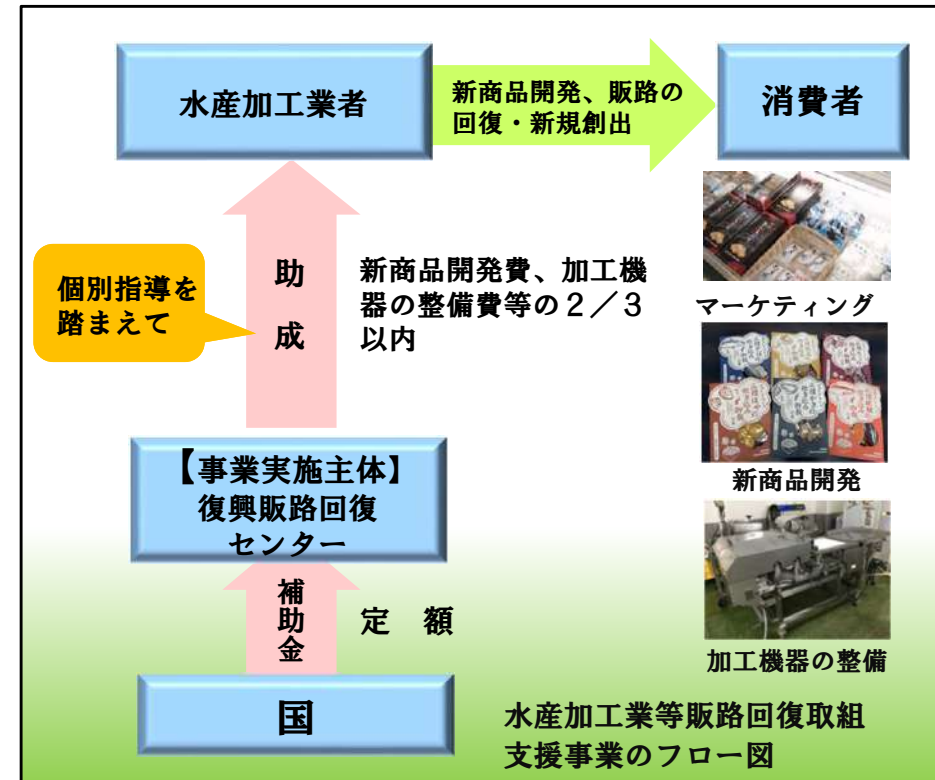 水産加工業者
新商品開発、販路の
回復・新規創出
消費者
個別指導を
踏まえて
助
成
新商品開発費、加工機
器の整備費等の２／３
以内
マーケティング
新商品開発
加工機器の整備
【事業実施主体】
復興販路回復
センター
補
助
金
定　額
国
水産加工業等販路回復取組
支援事業のフロー図